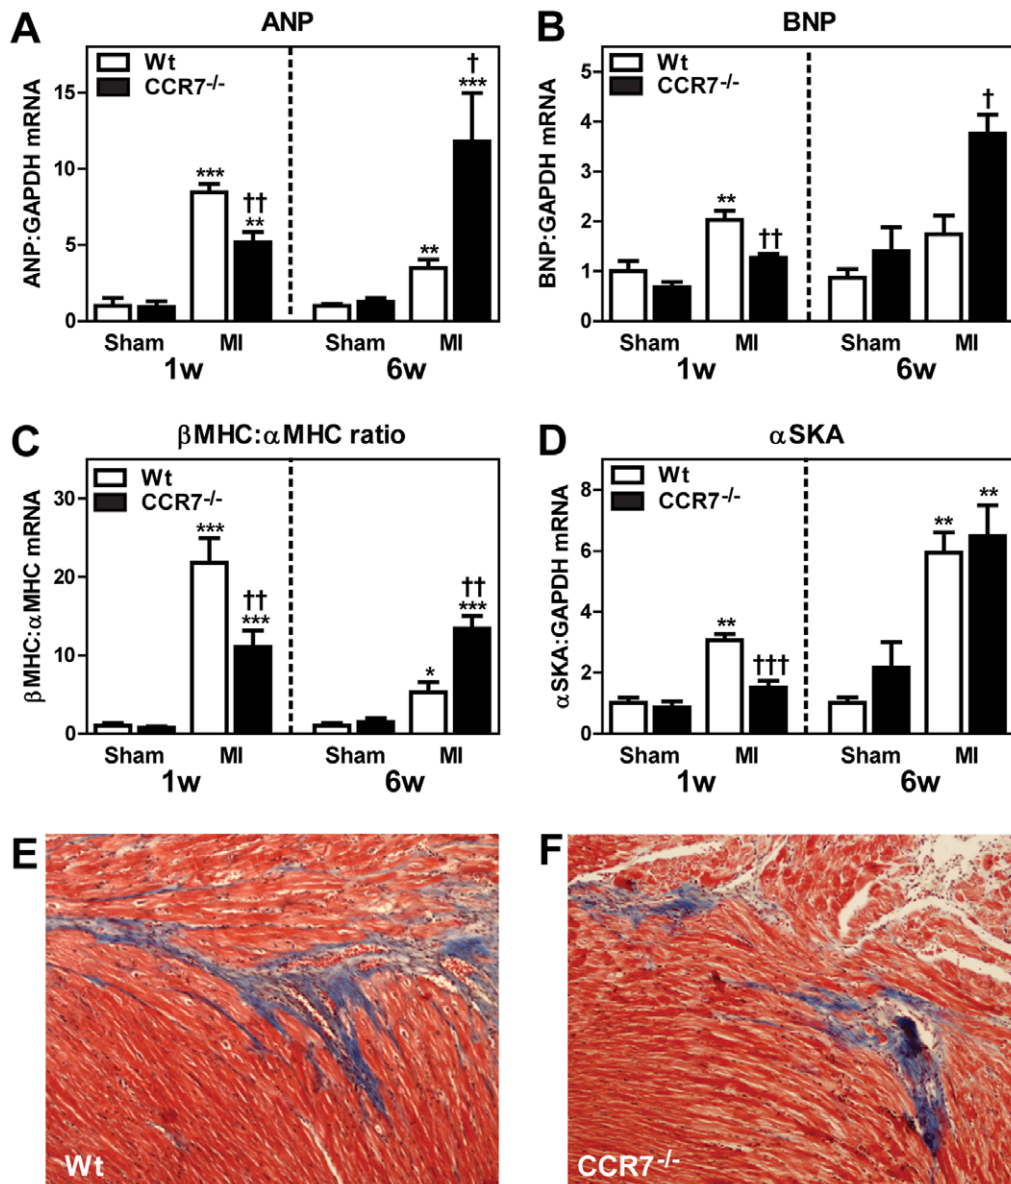 A
ANP
ANP:GAPDH mRNA
Wt
CCR7-/-
15
10
5
0
***
††
**
**
†
***
Sham MI Sham MI
1w 6w
B
BNP
BNP:GAPDH mRNA
Wt
CCR7-/-
5
4
3
2
1
0
**
††
†
Sham MI Sham MI
1w 6w
C
βMHC:αMHC ratio
βMHC:αMHC mRNA
Wt
CCR7-/-
30
20
10
0
***
††
***
*
††
***
Sham MI Sham MI
1w 6w
D
αSKA
αSKA:GAPDH mRNA
Wt
CCR7-/-
8
6
4
2
0
**
†††
**
**
Sham MI Sham MI
1w 6w
E
Wt
F
CCR7-/-